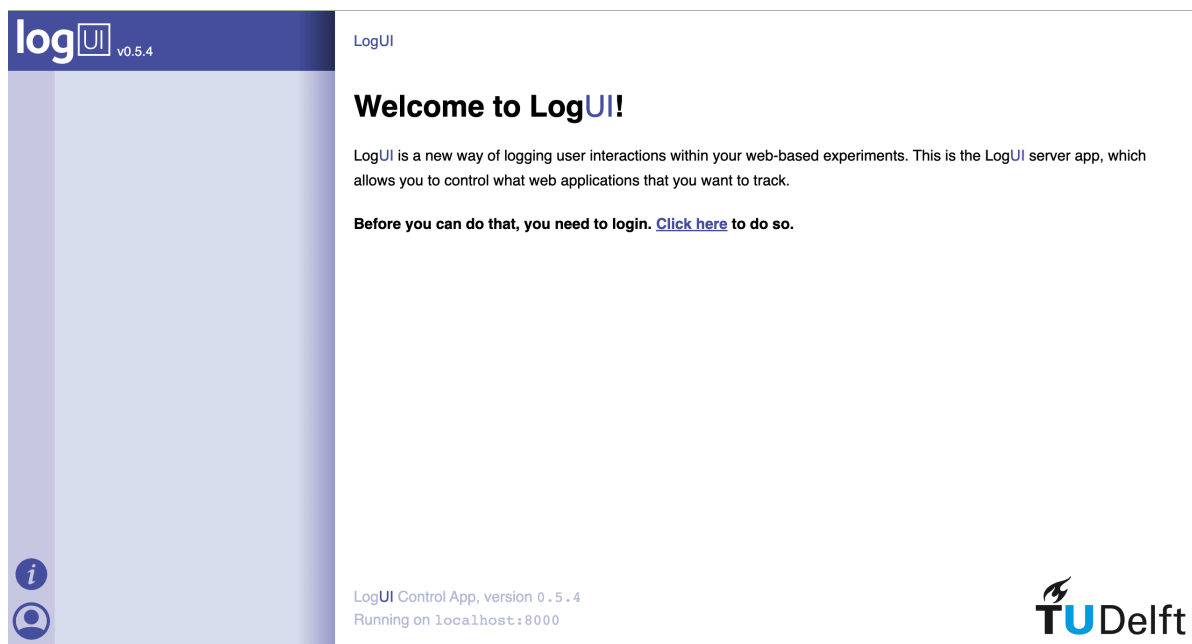 logUI v0.5.4
LogUI
Welcome to LogUI!
LogUI is a new way of logging user interactions within your web-based experiments. This is the LogUI server app, which
allows you to control what web applications that you want to track.
Before you can do that, you need to login. Click here to do so.
i
LogUI Control App, version 0.5.4
Running on localhost:8000
TUDelft